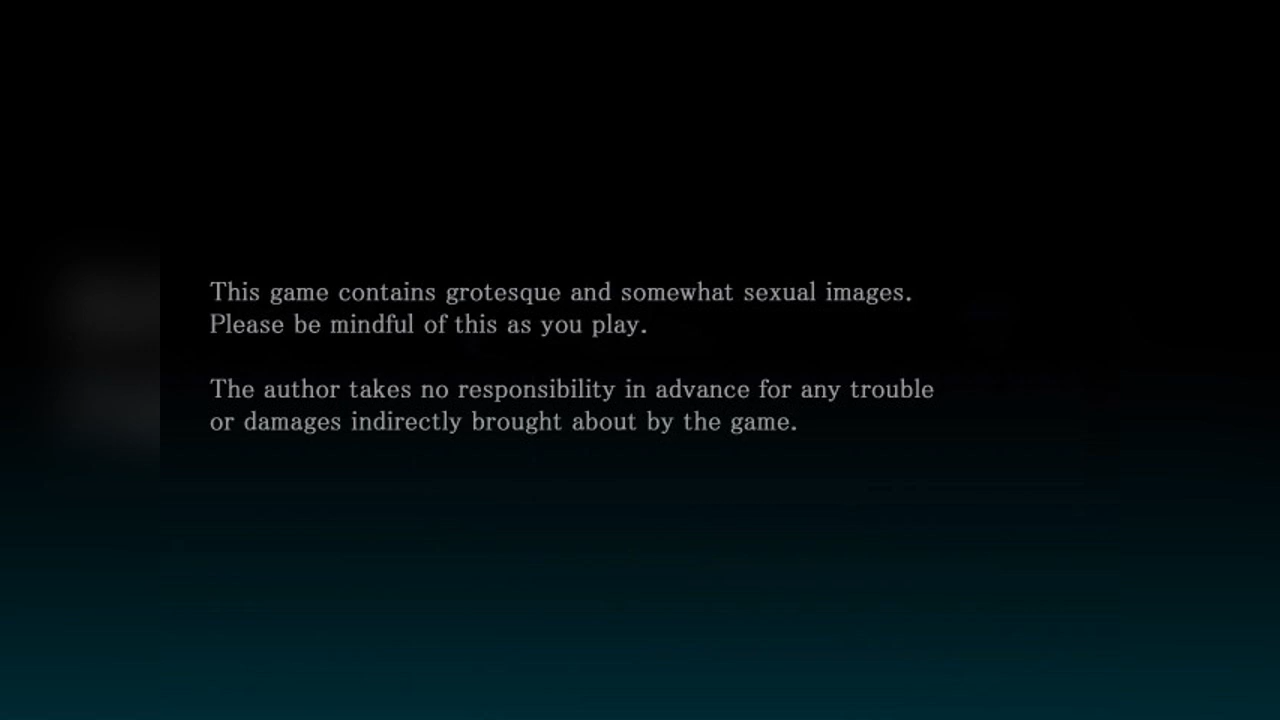 This game contains grotesque and somewhat sexual images.
Please be mindful of this as you play.
The author takes no responsibility in advance for any trouble
or damages indirectly brought about by the game.